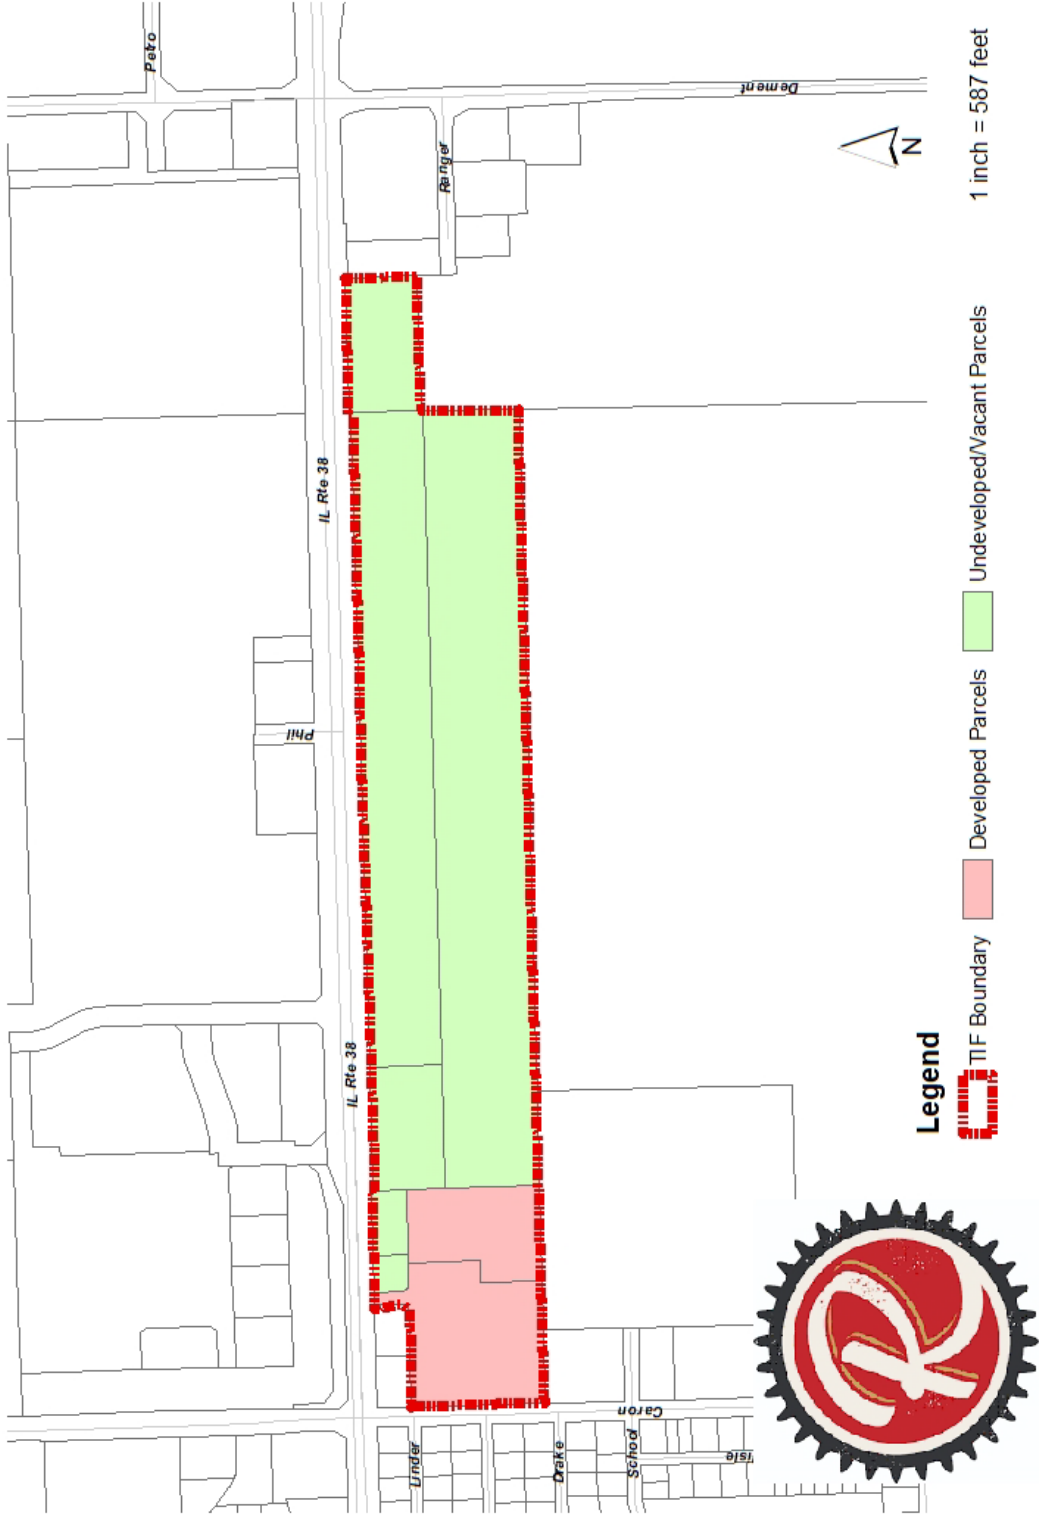 Petro
Dement
Ranger
IL Rte 38
Phil
IL Rte 38
Caron
Linder
Drake
School
isle
N
1 inch = 587 feet
Legend
TIF Boundary
Developed Parcels
Undeveloped/Vacant Parcels
R